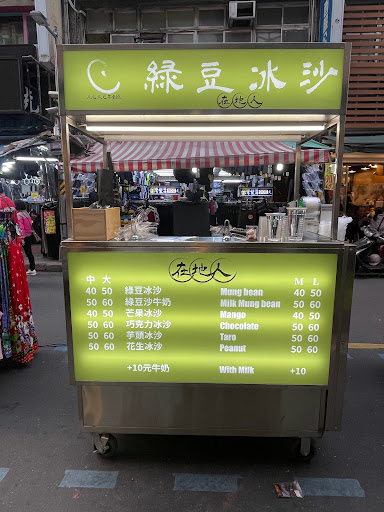 綠豆冰沙
在地人
在地人
中 大 M L
40 50 綠豆冰沙 Mung bean 40 50
50 60 綠豆沙牛奶 Milk Mung bean 50 60
40 50 芒果冰沙 Mango 40 50
50 60 巧克力冰沙 Chocolate 50 60
50 60 芋頭冰沙 Taro 50 60
50 60 花生冰沙 Peanut 50 60
+10元牛奶 With Milk +10